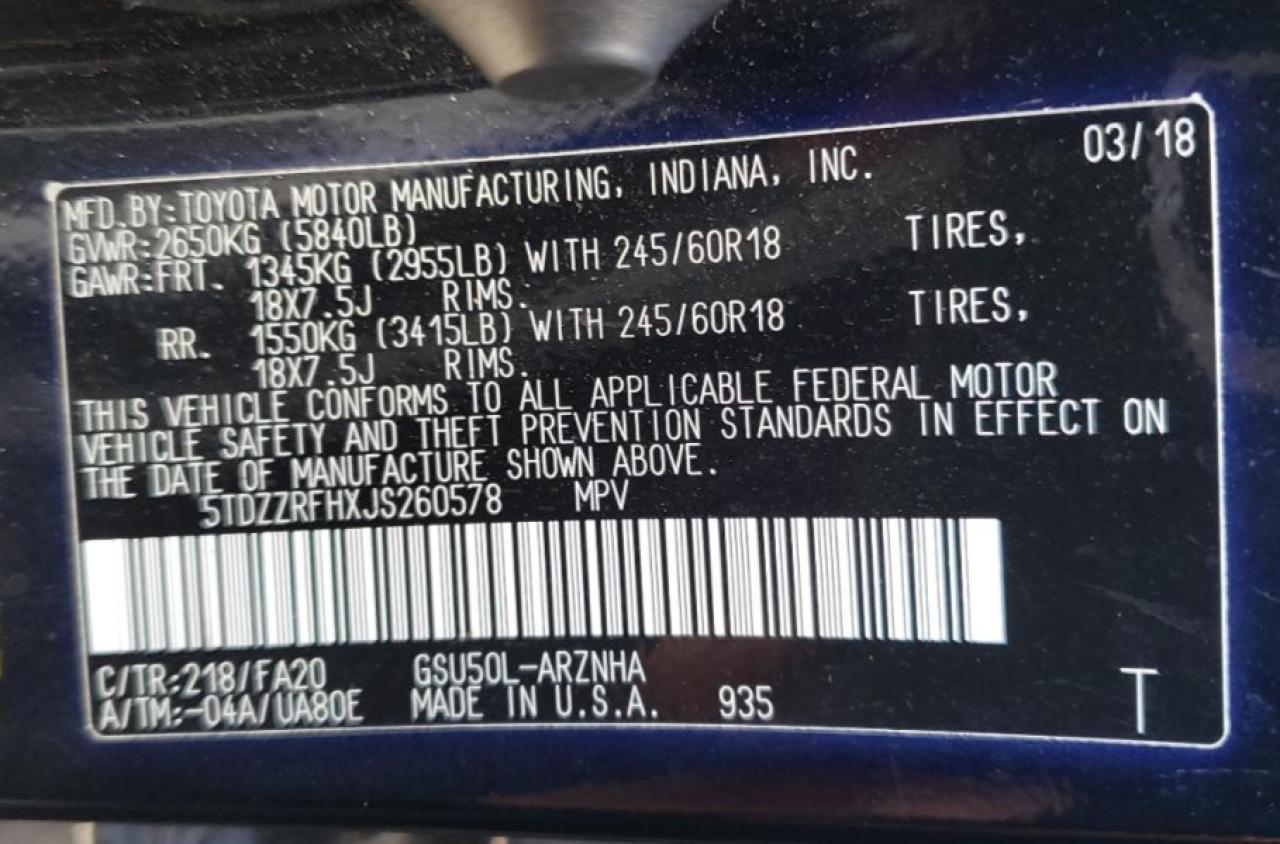 03/18
MFD.BY:TOYOTA MOTOR MANUFACTURING, INDIANA, INC.
GVWR:2650KG (5840LB)
GAWR:FRT. 1345KG (2955LB) WITH 245/60R18 TIRES,
18X7.5J RIMS.
RR. 1550KG (3415LB) WITH 245/60R18 TIRES,
18X7.5J RIMS.
THIS VEHICLE CONFORMS TO ALL APPLICABLE FEDERAL MOTOR
VEHICLE SAFETY AND THEFT PREVENTION STANDARDS IN EFFECT ON
THE DATE OF MANUFACTURE SHOWN ABOVE.
5TDZZRFHXJS260578 MPV
C/TR:218/FA20 GSU50L-ARZNHA
A/TM:-04A/UA80E MADE IN U.S.A. 935
T